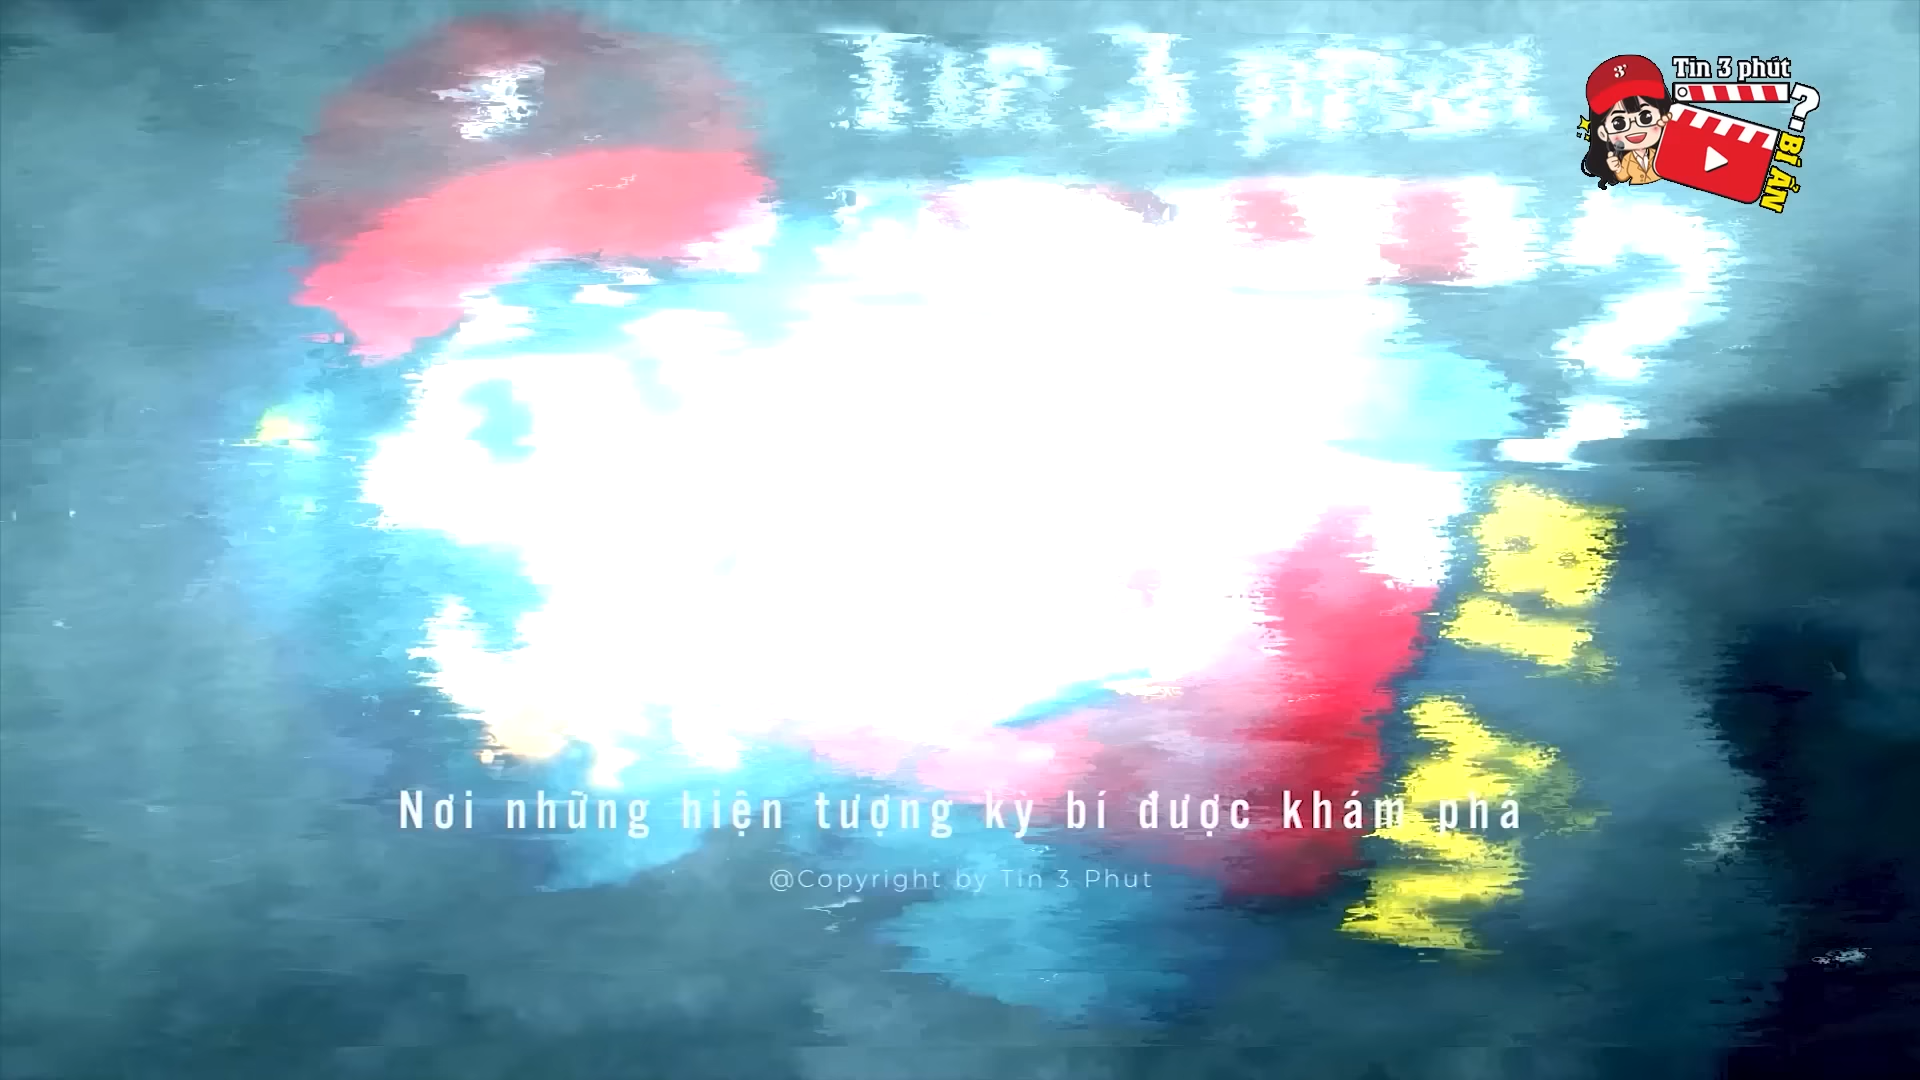 Tin 3 phút
3'
?
BÍ ẨN
Nơi những hiện tượng kỳ bí được khám phá
@Copyright by Tin 3 Phut